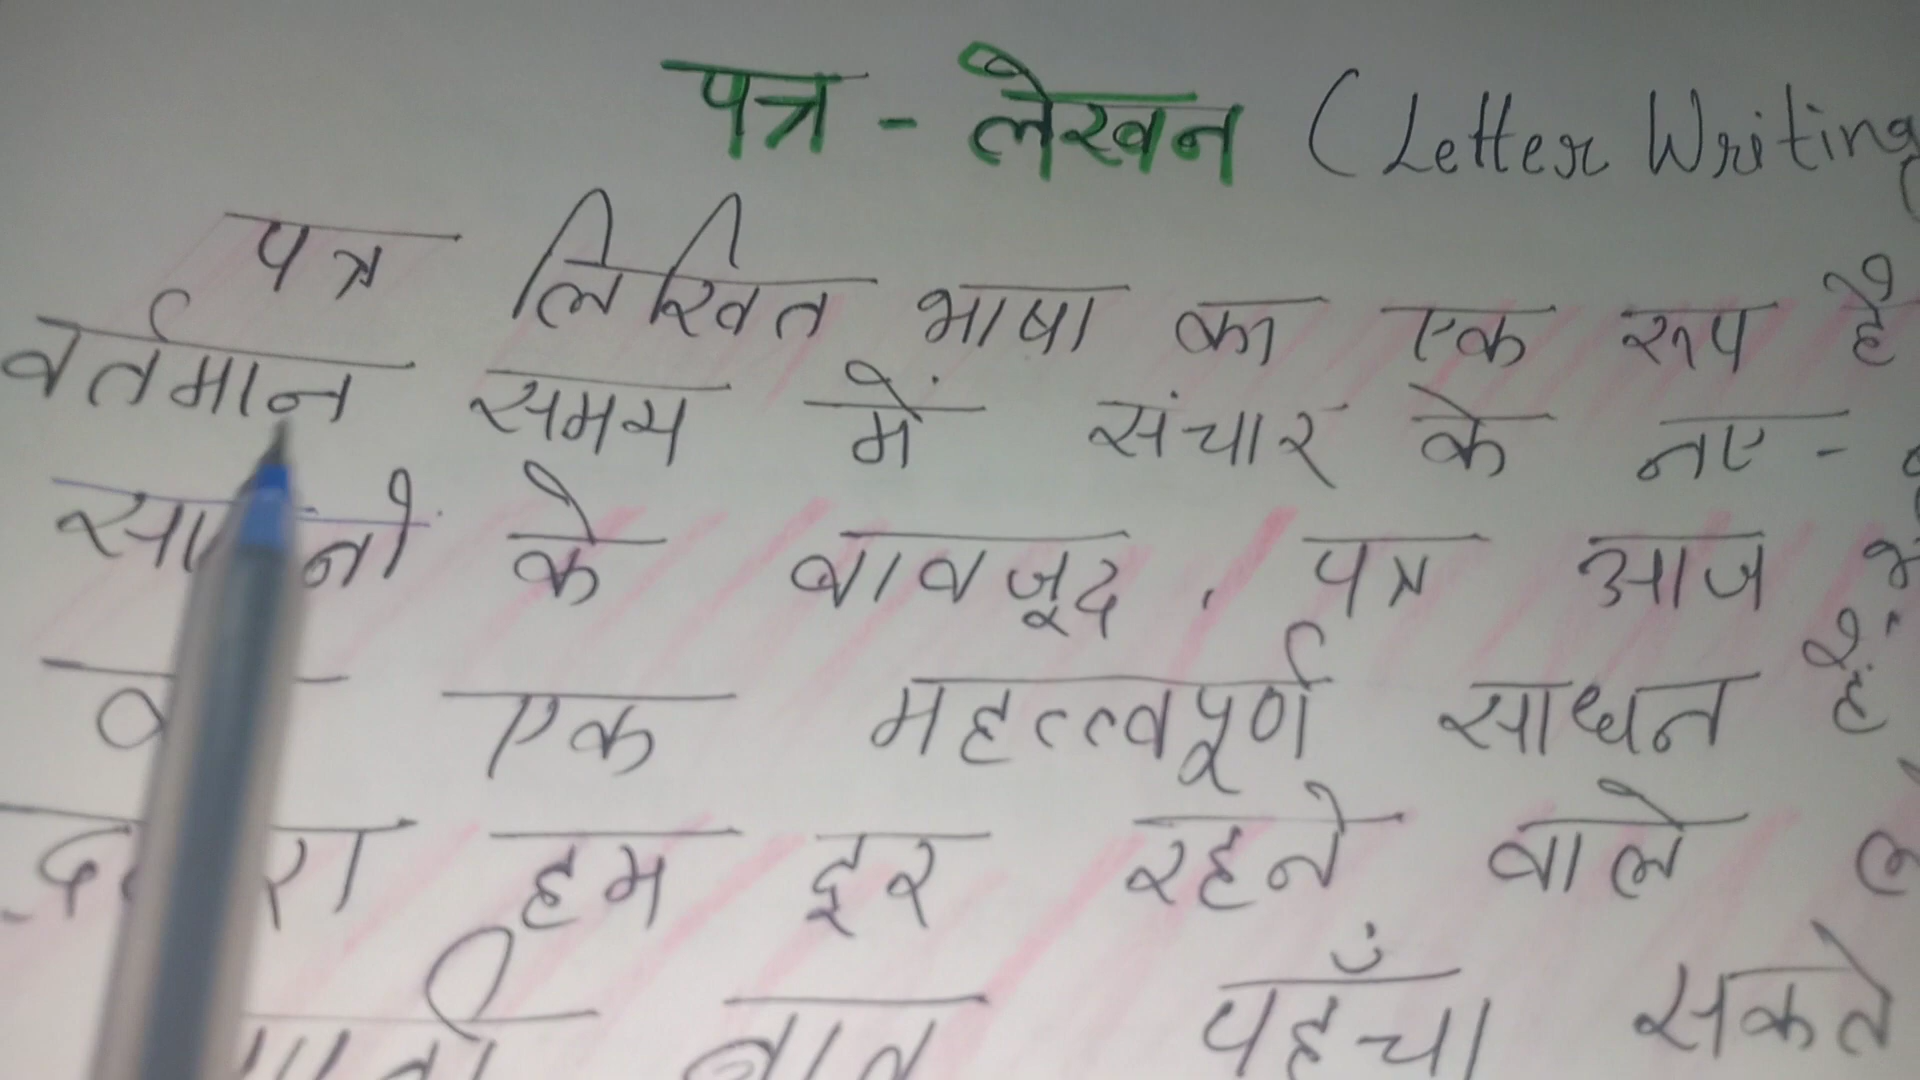 पत्र - लेखन (Letter Writing
पत्र लिखित भाषा का एक रूप है
वर्तमान समय में संचार के नए -
के बावजूद, पत्र आज
एक महत्त्वपूर्ण साधन हैं
हम दूर रहने वाले
बात पहुँचा सकते